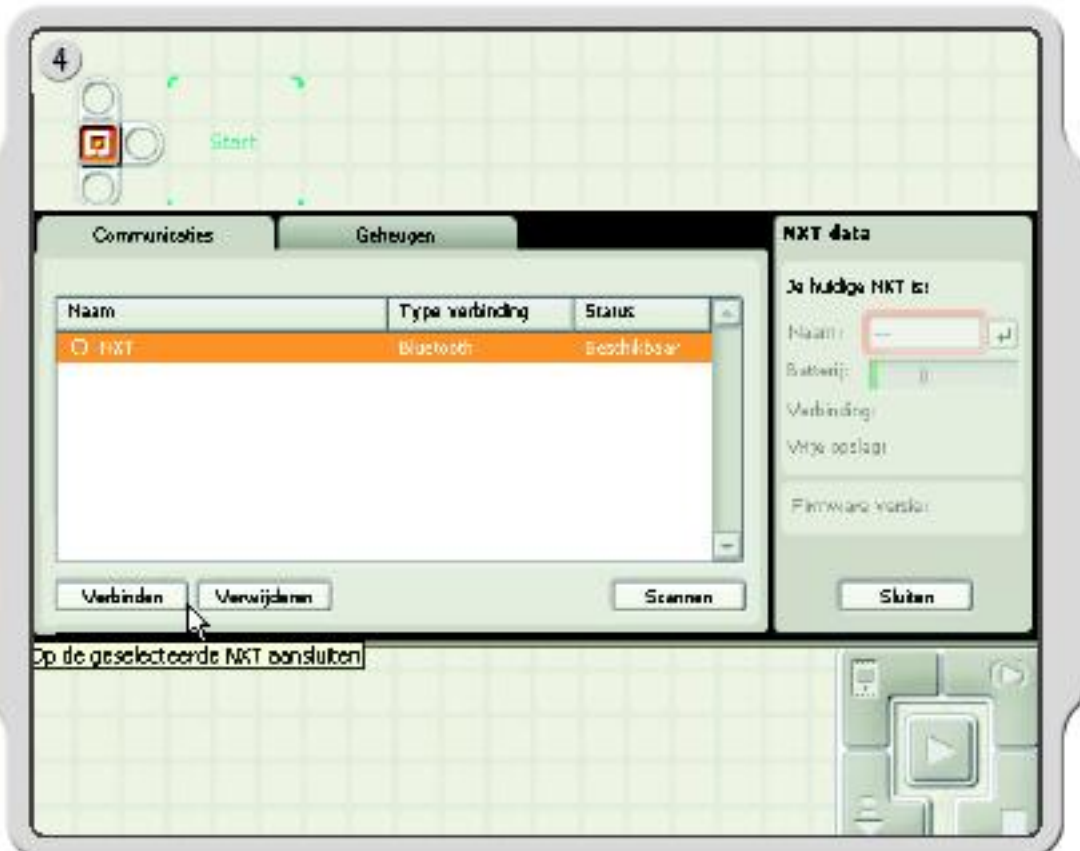 4
Start
Communicaties
Geheugen
Naam
Type verbinding
Status
NXT
Bluetooth
Beschikbaar
Verbinden
Verwijderen
Scannen
Op de geselecteerde NXT aansluiten
NXT data
Je huidige NXT is:
Naam: --
Batterij: 0
Verbinding:
Vrije opslag:
Firmware versie:
Sluiten